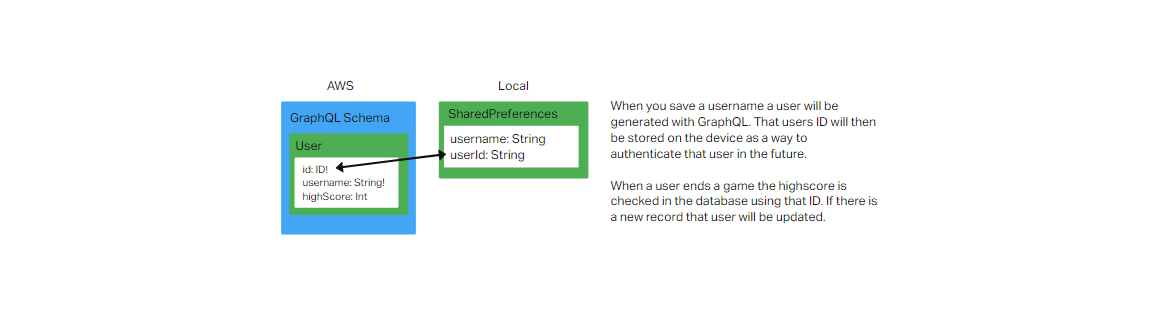 AWS
GraphQL Schema
User
id: ID!
username: String!
highScore: Int
Local
SharedPreferences
username: String
userId: String
When you save a username a user will be
generated with GraphQL. That users ID will then
be stored on the device as a way to
authenticate that user in the future.
When a user ends a game the highscore is
checked in the database using that ID. If there is
a new record that user will be updated.